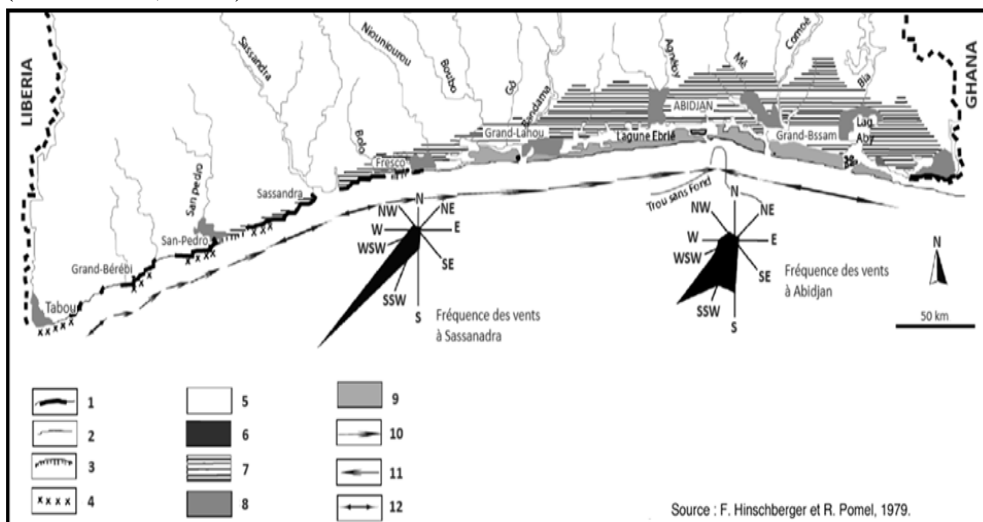 LIBERIA
GHANA
Sassandra
Niouniourou
Boubo
Gô
Bandama
Agnéby
Mé
Comoé
Bia
ABIDJAN
Grand-Lahou
Lagune Ebrié
Grand-Bssam
Lag.
Aby
Bolo
Fresco
San pedro
Sassandra
San-Pedro
Grand-Bérébi
Tabou
Trou sans Fond
N
NW
NE
W
E
WSW
SE
SSW
S
Fréquence des vents
à Sassanadra
N
NW
NE
W
E
WSW
SE
SSW
S
Fréquence des vents
à Abidjan
N
50 km
1
2
3
4
5
6
7
8
9
10
11
12
Source : F. Hinschberger et R. Pomel, 1979.